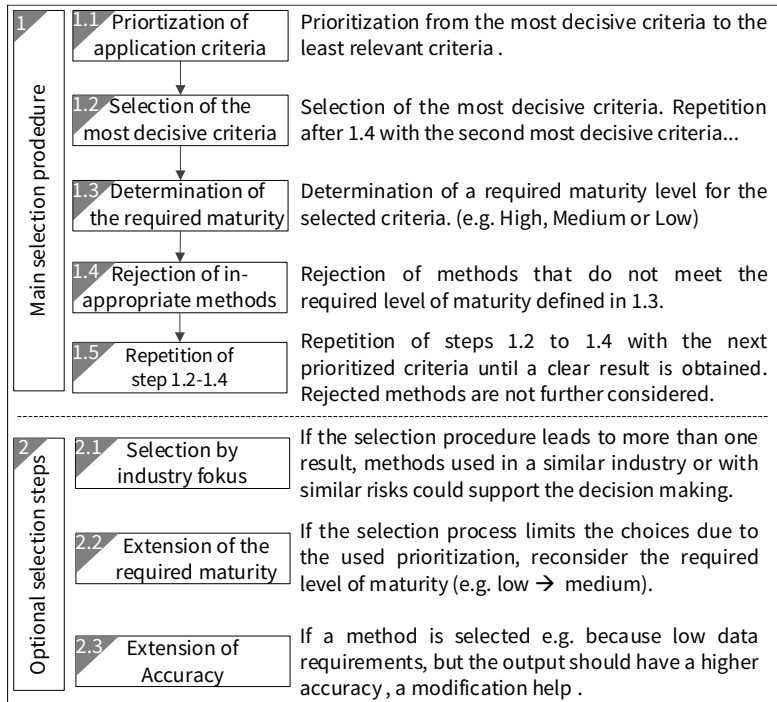 1
Main selection prodedure
1.1
Priortization of
application criteria
Prioritization from the most decisive criteria to the
least relevant criteria .
1.2
Selection of the
most decisive criteria
Selection of the most decisive criteria. Repetition
after 1.4 with the second most decisive criteria...
1.3
Determination of
the required maturity
Determination of a required maturity level for the
selected criteria. (e.g. High, Medium or Low)
1.4
Rejection of in-
appropriate methods
Rejection of methods that do not meet the
required level of maturity defined in 1.3.
1.5
Repetition of
step 1.2-1.4
Repetition of steps 1.2 to 1.4 with the next
prioritized criteria until a clear result is obtained.
Rejected methods are not further considered.
2
Optional selection steps
2.1
Selection by
industry fokus
If the selection procedure leads to more than one
result, methods used in a similar industry or with
similar risks could support the decision making.
2.2
Extension of the
required maturity
If the selection process limits the choices due to
the used prioritization, reconsider the required
level of maturity (e.g. low → medium).
2.3
Extension of
Accuracy
If a method is selected e.g. because low data
requirements, but the output should have a higher
accuracy , a modification help .